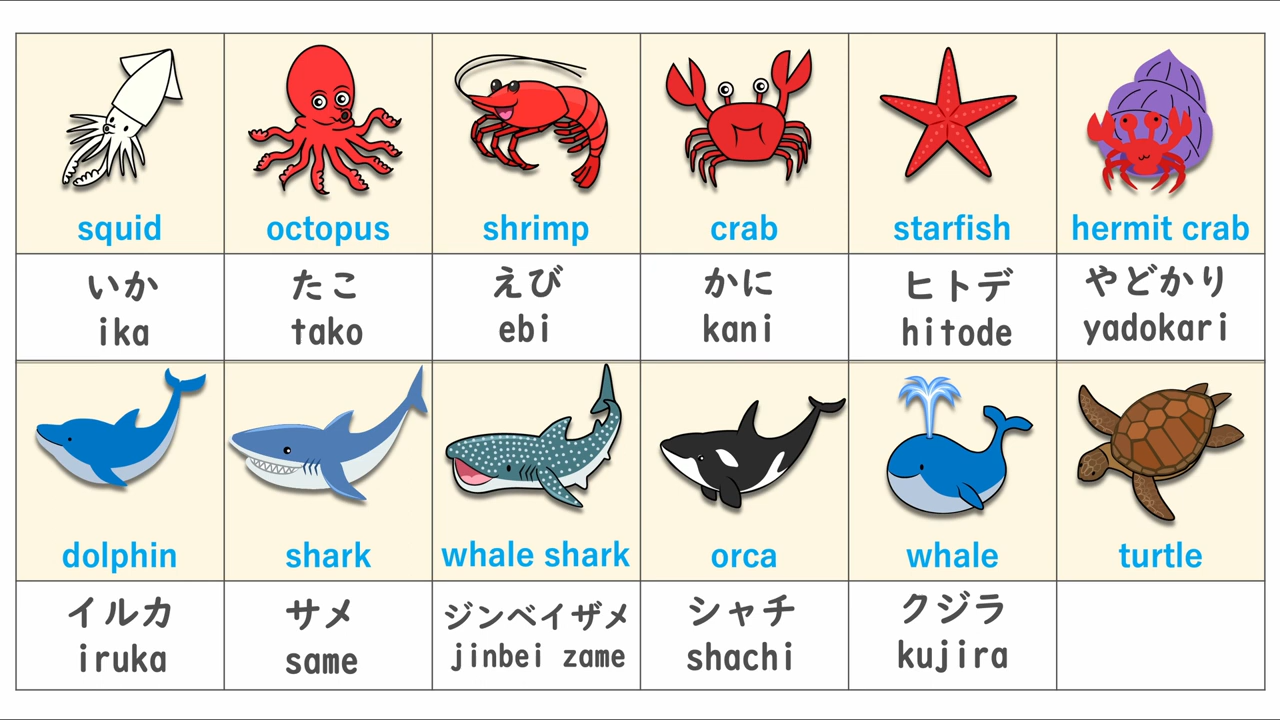 squid octopus shrimp crab starfish hermit crab
いか たこ えび かに ヒトデ やどかり
ika tako ebi kani hitode yadokari
dolphin shark whale shark orca whale turtle
イルカ サメ ジンベイザメ シャチ クジラ
iruka same jinbei zame shachi kujira